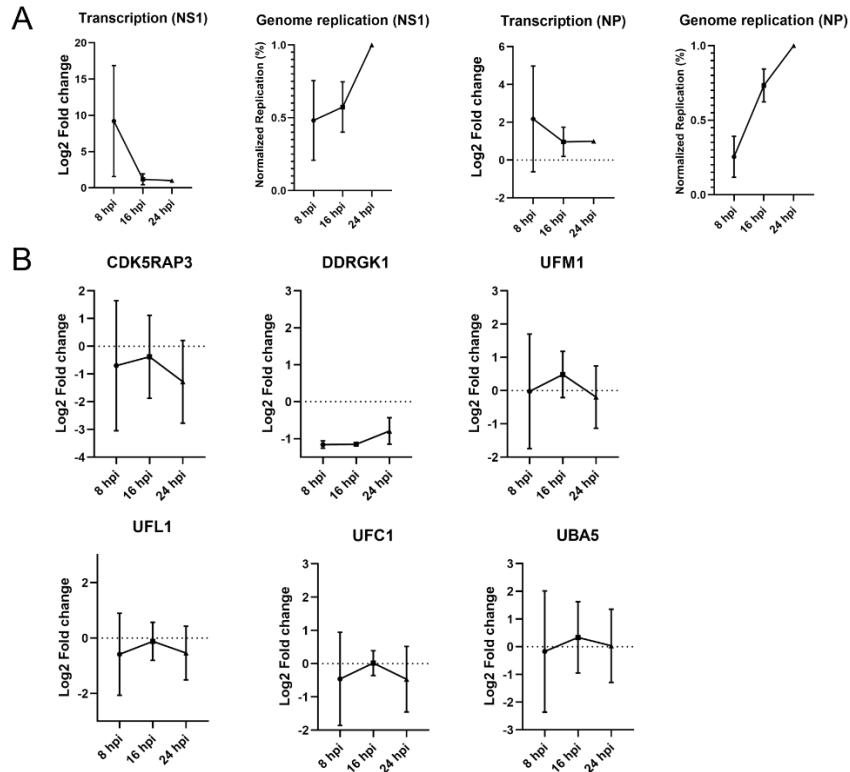 A
Transcription (NS1)
Log2 Fold change
20
15
10
5
0
8 hpi
16 hpi
24 hpi
Genome replication (NS1)
Normalized Replication (%)
1.0
0.5
0.0
8 hpi
16 hpi
24 hpi
Transcription (NP)
Log2 Fold change
6
4
2
0
-2
8 hpi
16 hpi
24 hpi
Genome replication (NP)
Normalized Replication (%)
1.0
0.5
0.0
8 hpi
16 hpi
24 hpi
B
CDK5RAP3
Log2 Fold change
2
1
0
-1
-2
-3
-4
8 hpi
16 hpi
24 hpi
DDRGK1
Log2 Fold change
3
2
1
0
-1
8 hpi
16 hpi
24 hpi
UFM1
Log2 Fold change
3
2
1
0
-1
-2
8 hpi
16 hpi
24 hpi
UFL1
Log2 Fold change
2
0
-2
8 hpi
16 hpi
24 hpi
UFC1
Log2 Fold change
3
2
1
0
-1
-2
8 hpi
16 hpi
24 hpi
UBA5
Log2 Fold change
3
2
1
0
-1
-2
-3
8 hpi
16 hpi
24 hpi